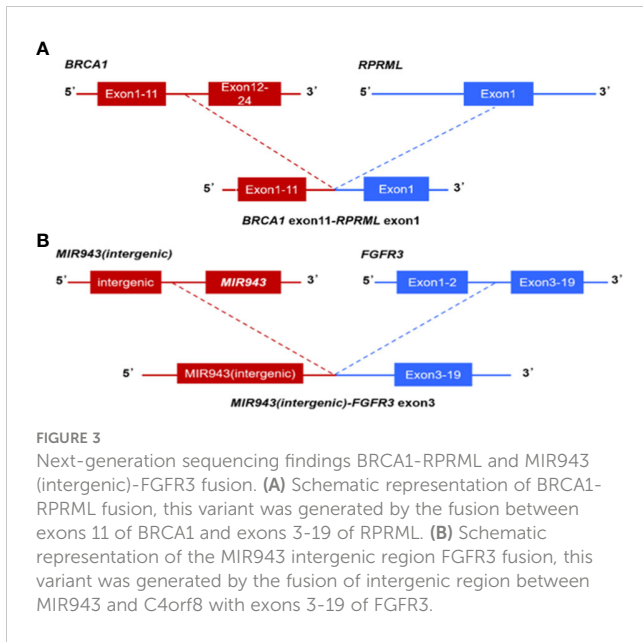 A
BRCA1
RPRML
5’ Exon1-11 Exon12-
24 3’ 5’ Exon1 3’
5’ Exon1-11 Exon1 3’
BRCA1 exon11-RPRML exon1
B
MIR943(intergenic)
FGFR3
5’ intergenic MIR943 3’ 5’ Exon1-2 Exon3-19 3’
5’ MIR943(intergenic) Exon3-19 3’
MIR943(intergenic)-FGFR3 exon3
FIGURE 3
Next-generation sequencing findings BRCA1-RPRML and MIR943
(intergenic)-FGFR3 fusion. (A) Schematic representation of BRCA1-
RPRML fusion, this variant was generated by the fusion between
exons 11 of BRCA1 and exons 3-19 of RPRML. (B) Schematic
representation of the MIR943 intergenic region FGFR3 fusion, this
variant was generated by the fusion of intergenic region between
MIR943 and C4orf8 with exons 3-19 of FGFR3.